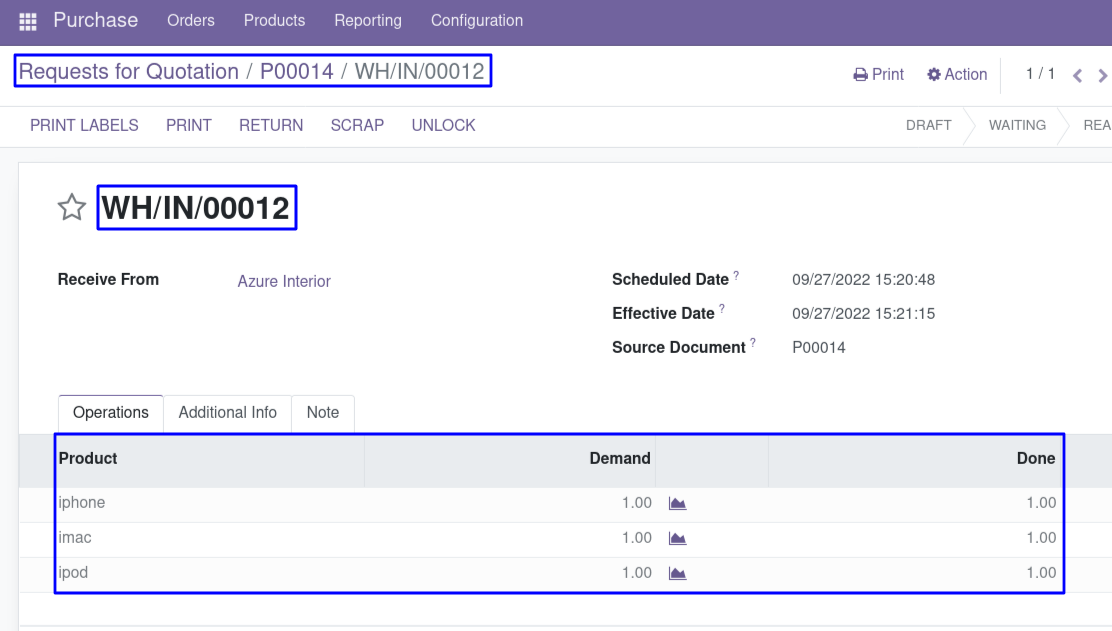 Purchase Orders Products Reporting Configuration
Requests for Quotation / P00014 / WH/IN/00012 Print Action 1 / 1
PRINT LABELS PRINT RETURN SCRAP UNLOCK DRAFT WAITING REA
WH/IN/00012
Receive From Azure Interior Scheduled Date ? 09/27/2022 15:20:48
Effective Date ? 09/27/2022 15:21:15
Source Document ? P00014
Operations Additional Info Note
Product Demand Done
iphone 1.00 1.00
imac 1.00 1.00
ipod 1.00 1.00